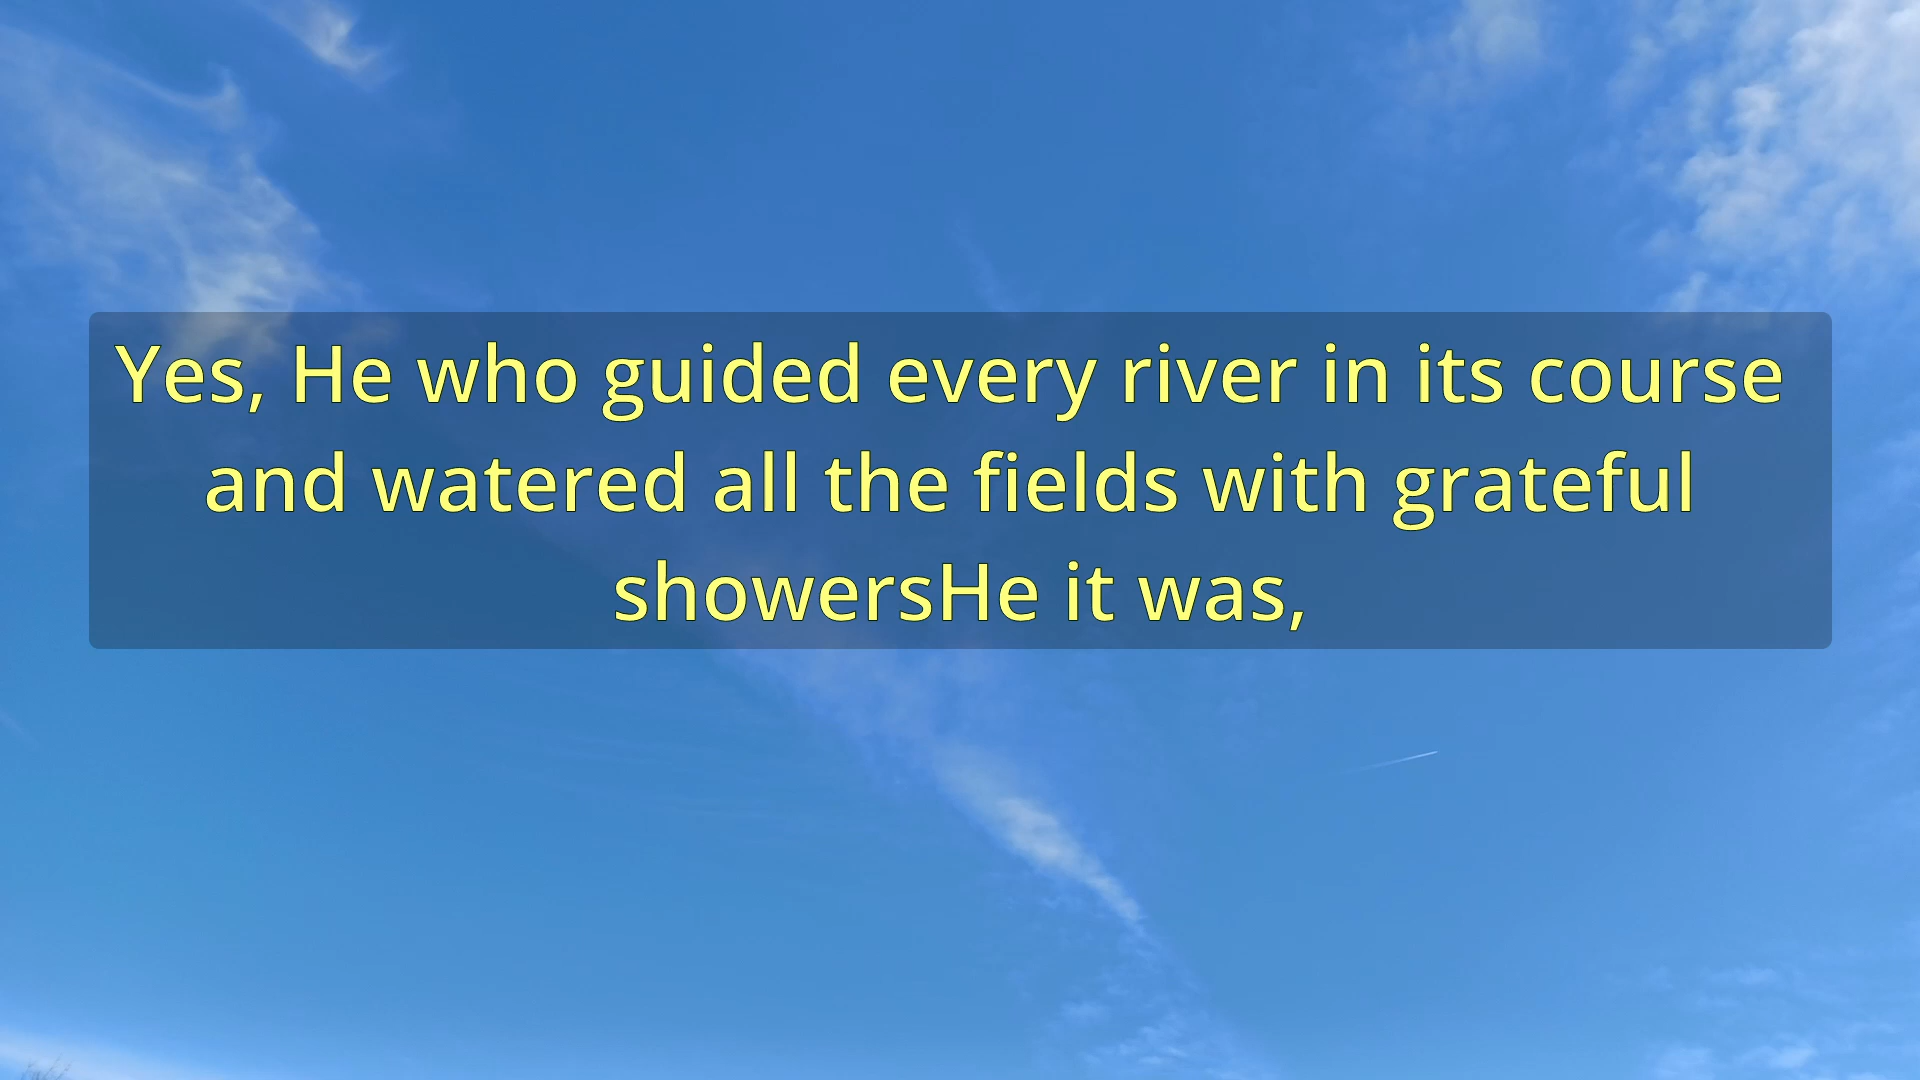 Yes, He who guided every river in its course
and watered all the fields with grateful
showersHe it was,